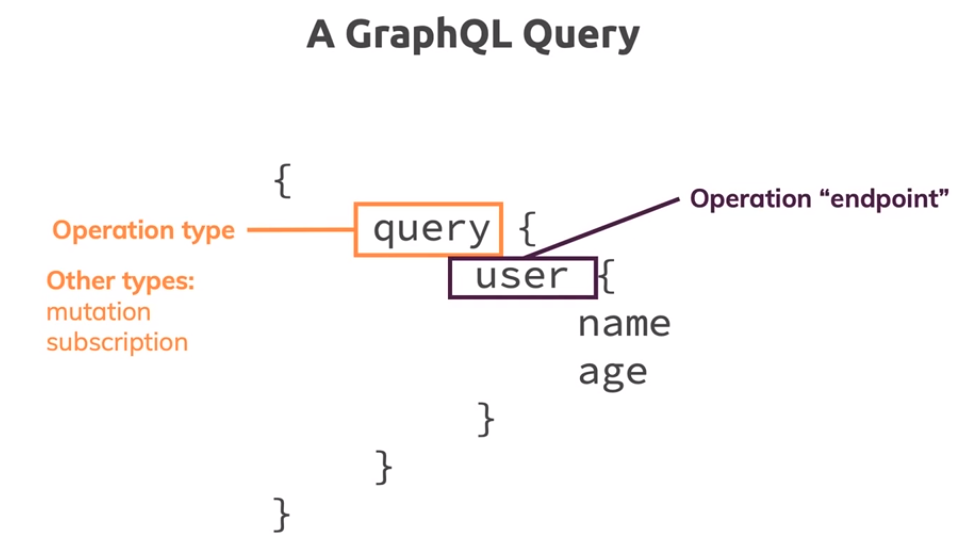 A GraphQL Query
{
Operation "endpoint"
Operation type
query {
Other types:
user {
mutation
name
subscription
age
}
}
}